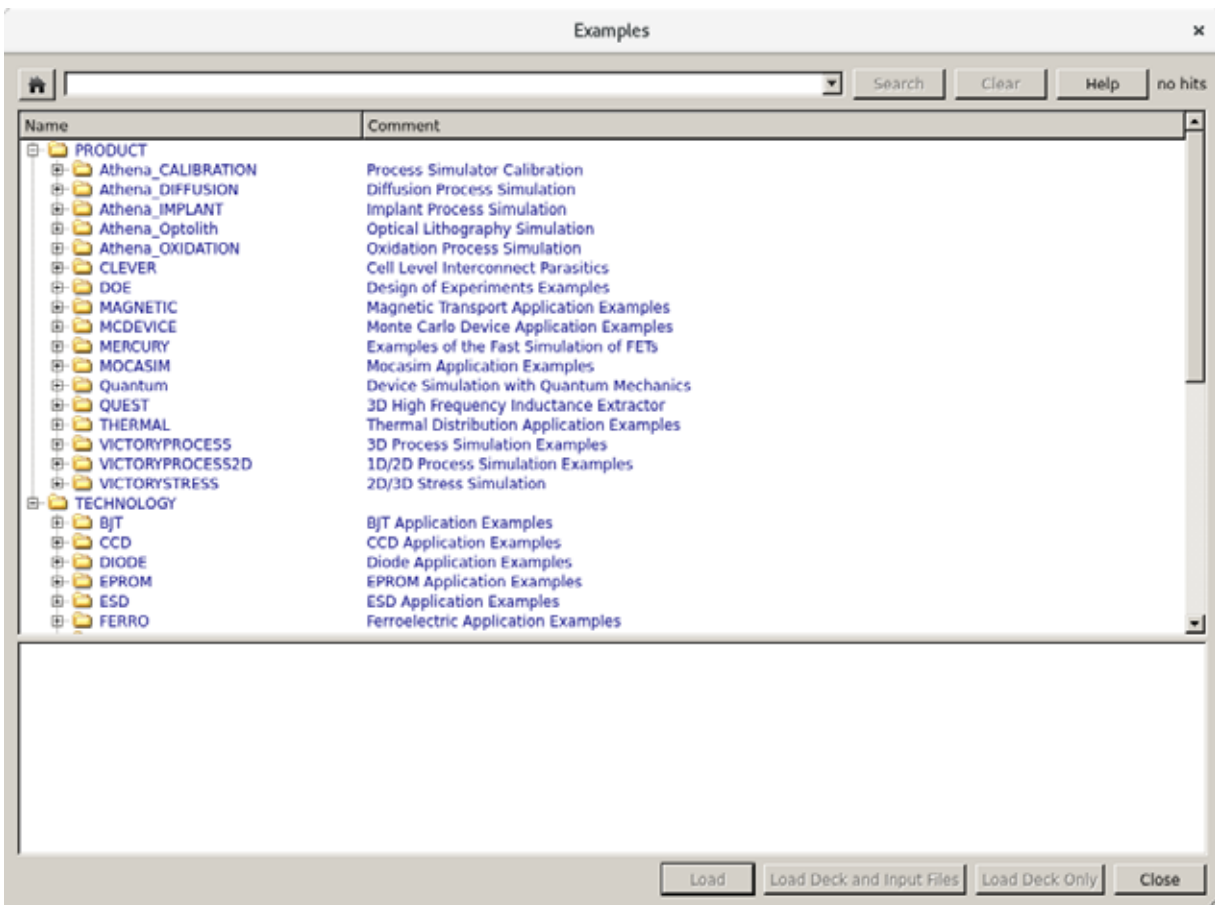 Examples
Search Clear Help no hits
Name Comment
PRODUCT
Athena_CALIBRATION Process Simulator Calibration
Athena_DIFFUSION Diffusion Process Simulation
Athena_IMPLANT Implant Process Simulation
Athena_Optolith Optical Lithography Simulation
Athena_OXIDATION Oxidation Process Simulation
CLEVER Cell Level Interconnect Parasitics
DOE Design of Experiments Examples
MAGNETIC Magnetic Transport Application Examples
MCDEVICE Monte Carlo Device Application Examples
MERCURY Examples of the Fast Simulation of FETs
MOCASIM Mocasim Application Examples
Quantum Device Simulation with Quantum Mechanics
QUEST 3D High Frequency Inductance Extractor
THERMAL Thermal Distribution Application Examples
VICTORYPROCESS 3D Process Simulation Examples
VICTORYPROCESS2D 1D/2D Process Simulation Examples
VICTORYSTRESS 2D/3D Stress Simulation
TECHNOLOGY
BJT BJT Application Examples
CCD CCD Application Examples
DIODE Diode Application Examples
EPROM EPROM Application Examples
ESD ESD Application Examples
FERRO Ferroelectric Application Examples
Load Load Deck and Input Files Load Deck Only Close